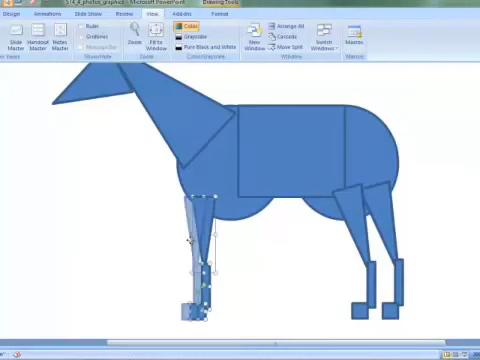 514_4_photos_graphics - Microsoft PowerPoint
Drawing Tools
Design Animations Slide Show Review View Add-Ins Format
Slide Master
Handout Master
Notes Master
Ruler
Gridlines
Message Bar
Show/Hide
Zoom
Fit to Window
Zoom
Color
Grayscale
Pure Black and White
Color/Grayscale
New Window
Arrange All
Cascade
Move Split
Switch Windows
Window
Macros
Macros